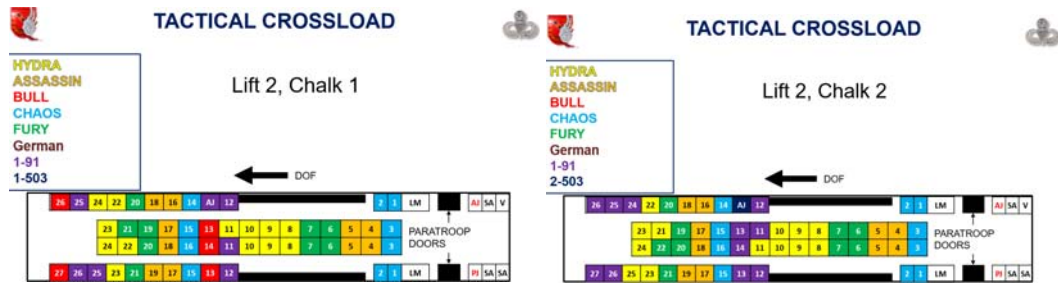 TACTICAL CROSSLOAD
HYDRA
ASSASSIN
BULL
CHAOS
FURY
German
1-91
1-503
Lift 2, Chalk 1
DOF
26 25 24 22 20 18 16 14 AJ 12 2 1 LM AJ SA V
23 21 19 17 15 13 11 10 9 8 7 6 5 4 3
24 22 20 18 16 14 11 10 9 8 7 6 5 4 3
PARATROOP
DOORS
27 26 25 23 21 19 17 15 13 12 2 1 LM PJ SA SA
TACTICAL CROSSLOAD
HYDRA
ASSASSIN
BULL
CHAOS
FURY
German
1-91
2-503
Lift 2, Chalk 2
DOF
26 25 24 22 20 18 16 14 AJ 12 2 1 LM AJ SA V
23 21 19 17 15 13 11 10 9 8 7 6 5 4 3
24 22 20 18 16 14 11 10 9 8 7 6 5 4 3
PARATROOP
DOORS
27 26 25 23 21 19 17 15 13 12 2 1 LM PJ SA SA